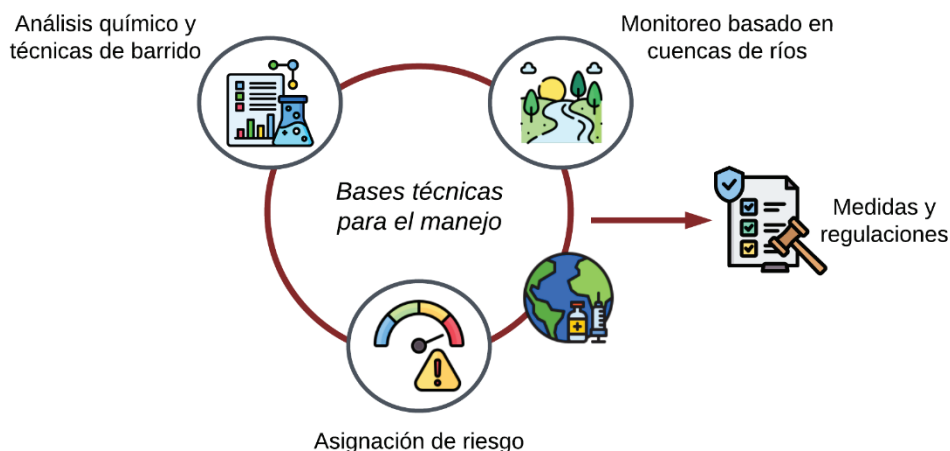 Análisis químico y
técnicas de barrido
Monitoreo basado en
cuencas de ríos
Bases técnicas
para el manejo
Medidas y
regulaciones
Asignación de riesgo